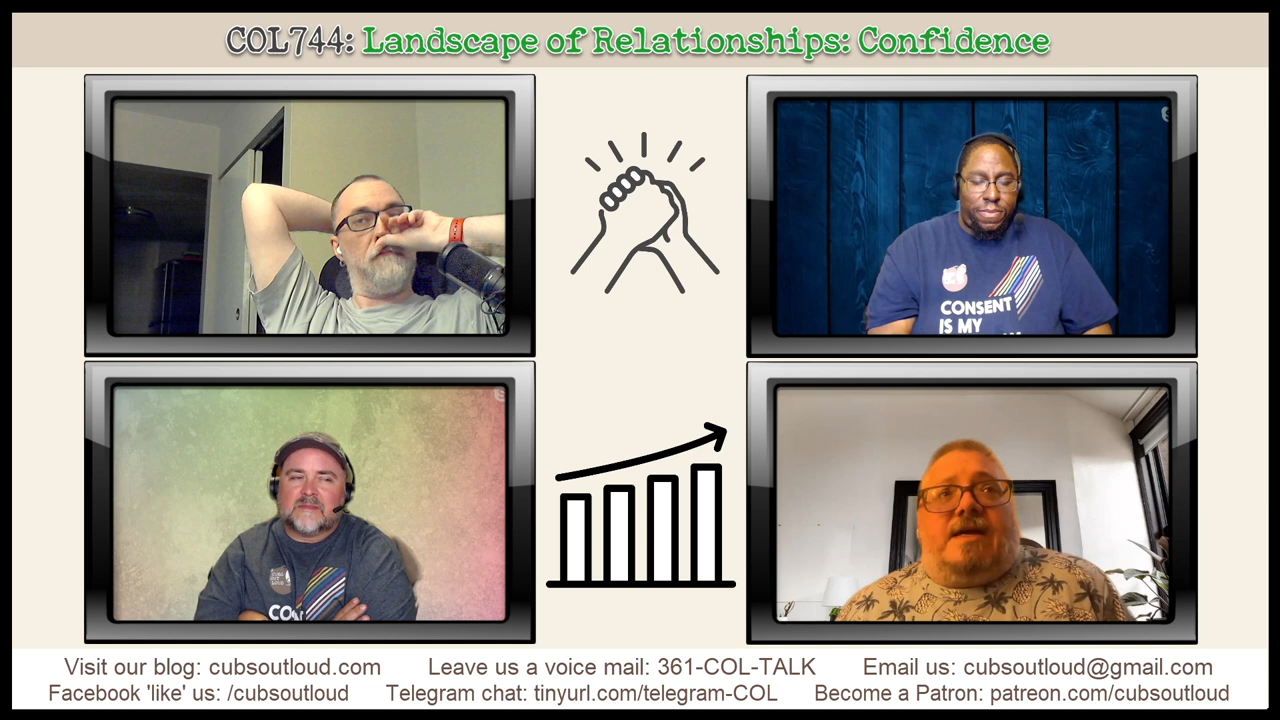 COL744: Landscape of Relationships: Confidence
CONSENT
IS MY
CO
Visit our blog: cubsoutloud.com Leave us a voice mail: 361-COL-TALK Email us: cubsoutloud@gmail.com
Facebook 'like' us: /cubsoutloud Telegram chat: tinyurl.com/telegram-COL Become a Patron: patreon.com/cubsoutloud